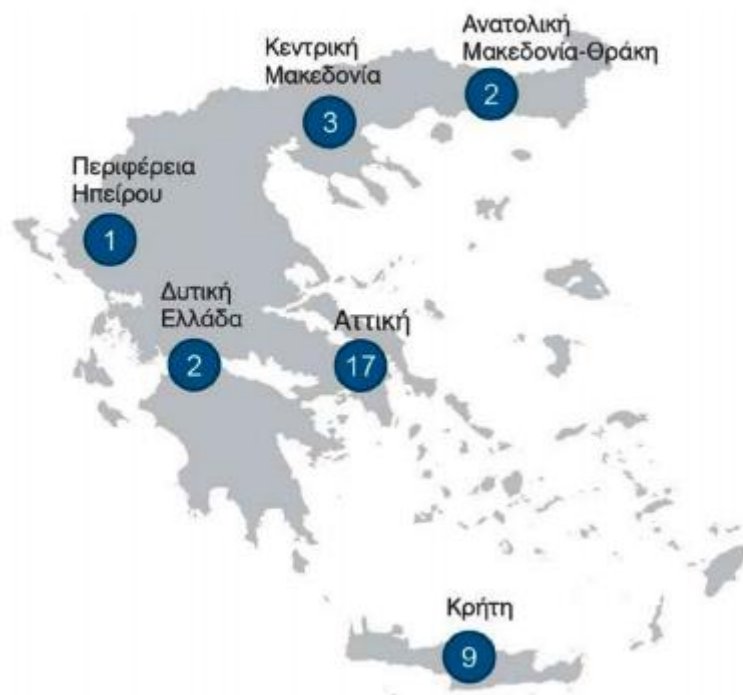 Ανατολική
Μακεδονία-Θράκη
2
Κεντρική
Μακεδονία
3
Περιφέρεια
Ηπείρου
1
Δυτική
Ελλάδα
2
Αττική
17
Κρήτη
9